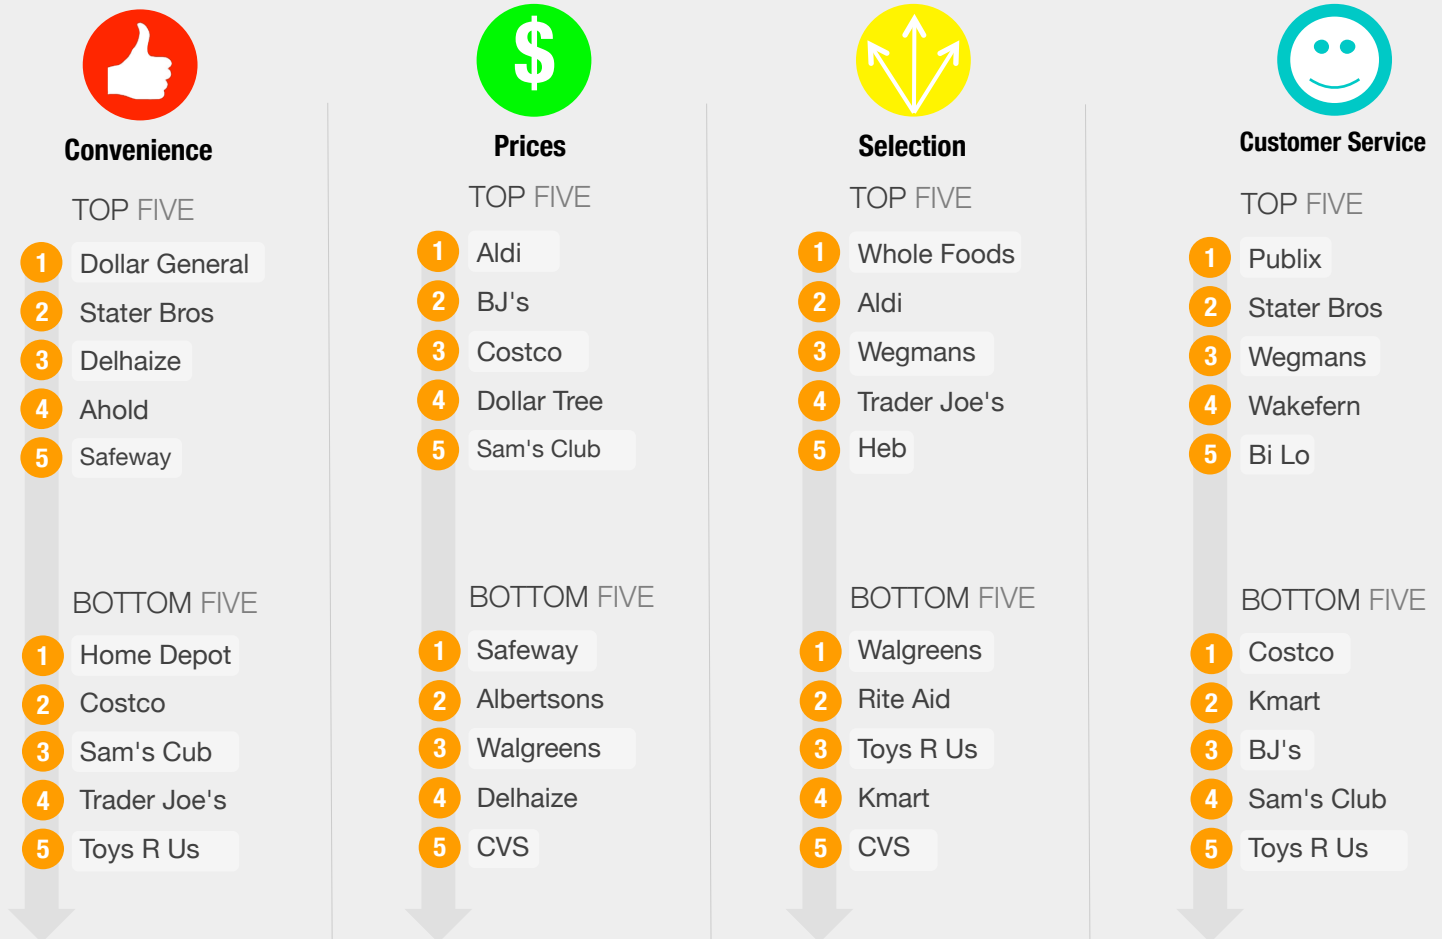 $
Convenience
TOP FIVE
1 Dollar General
2 Stater Bros
3 Delhaize
4 Ahold
5 Safeway
BOTTOM FIVE
1 Home Depot
2 Costco
3 Sam's Cub
4 Trader Joe's
5 Toys R Us
Prices
TOP FIVE
1 Aldi
2 BJ's
3 Costco
4 Dollar Tree
5 Sam's Club
BOTTOM FIVE
1 Safeway
2 Albertsons
3 Walgreens
4 Delhaize
5 CVS
Selection
TOP FIVE
1 Whole Foods
2 Aldi
3 Wegmans
4 Trader Joe's
5 Heb
BOTTOM FIVE
1 Walgreens
2 Rite Aid
3 Toys R Us
4 Kmart
5 CVS
Customer Service
TOP FIVE
1 Publix
2 Stater Bros
3 Wegmans
4 Wakefern
5 Bi Lo
BOTTOM FIVE
1 Costco
2 Kmart
3 BJ's
4 Sam's Club
5 Toys R Us